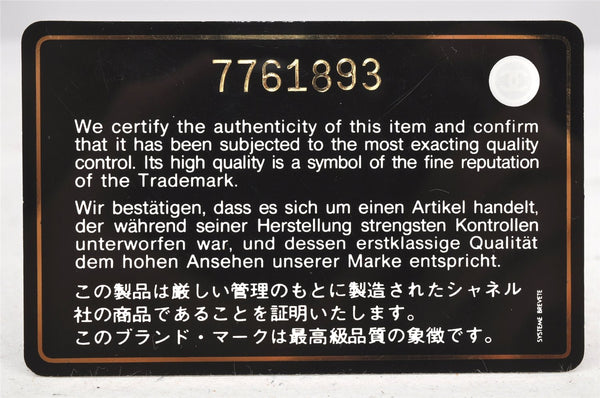 7761893
We certify the authenticity of this item and confirm
that it has been subjected to the most exacting quality
control. Its high quality is a symbol of the fine reputation
of the Trademark.
Wir bestätigen, dass es sich um einen Artikel handelt,
der während seiner Herstellung strengsten Kontrollen
unterworfen war, und dessen erstklassige Qualität
dem hohen Ansehen unserer Marke entspricht.
この製品は厳しい管理のもとに製造されたシャネル
社の商品であることを証明いたします。
このブランド・マークは最高級品質の象徴です。
SYSTEME BREVETE